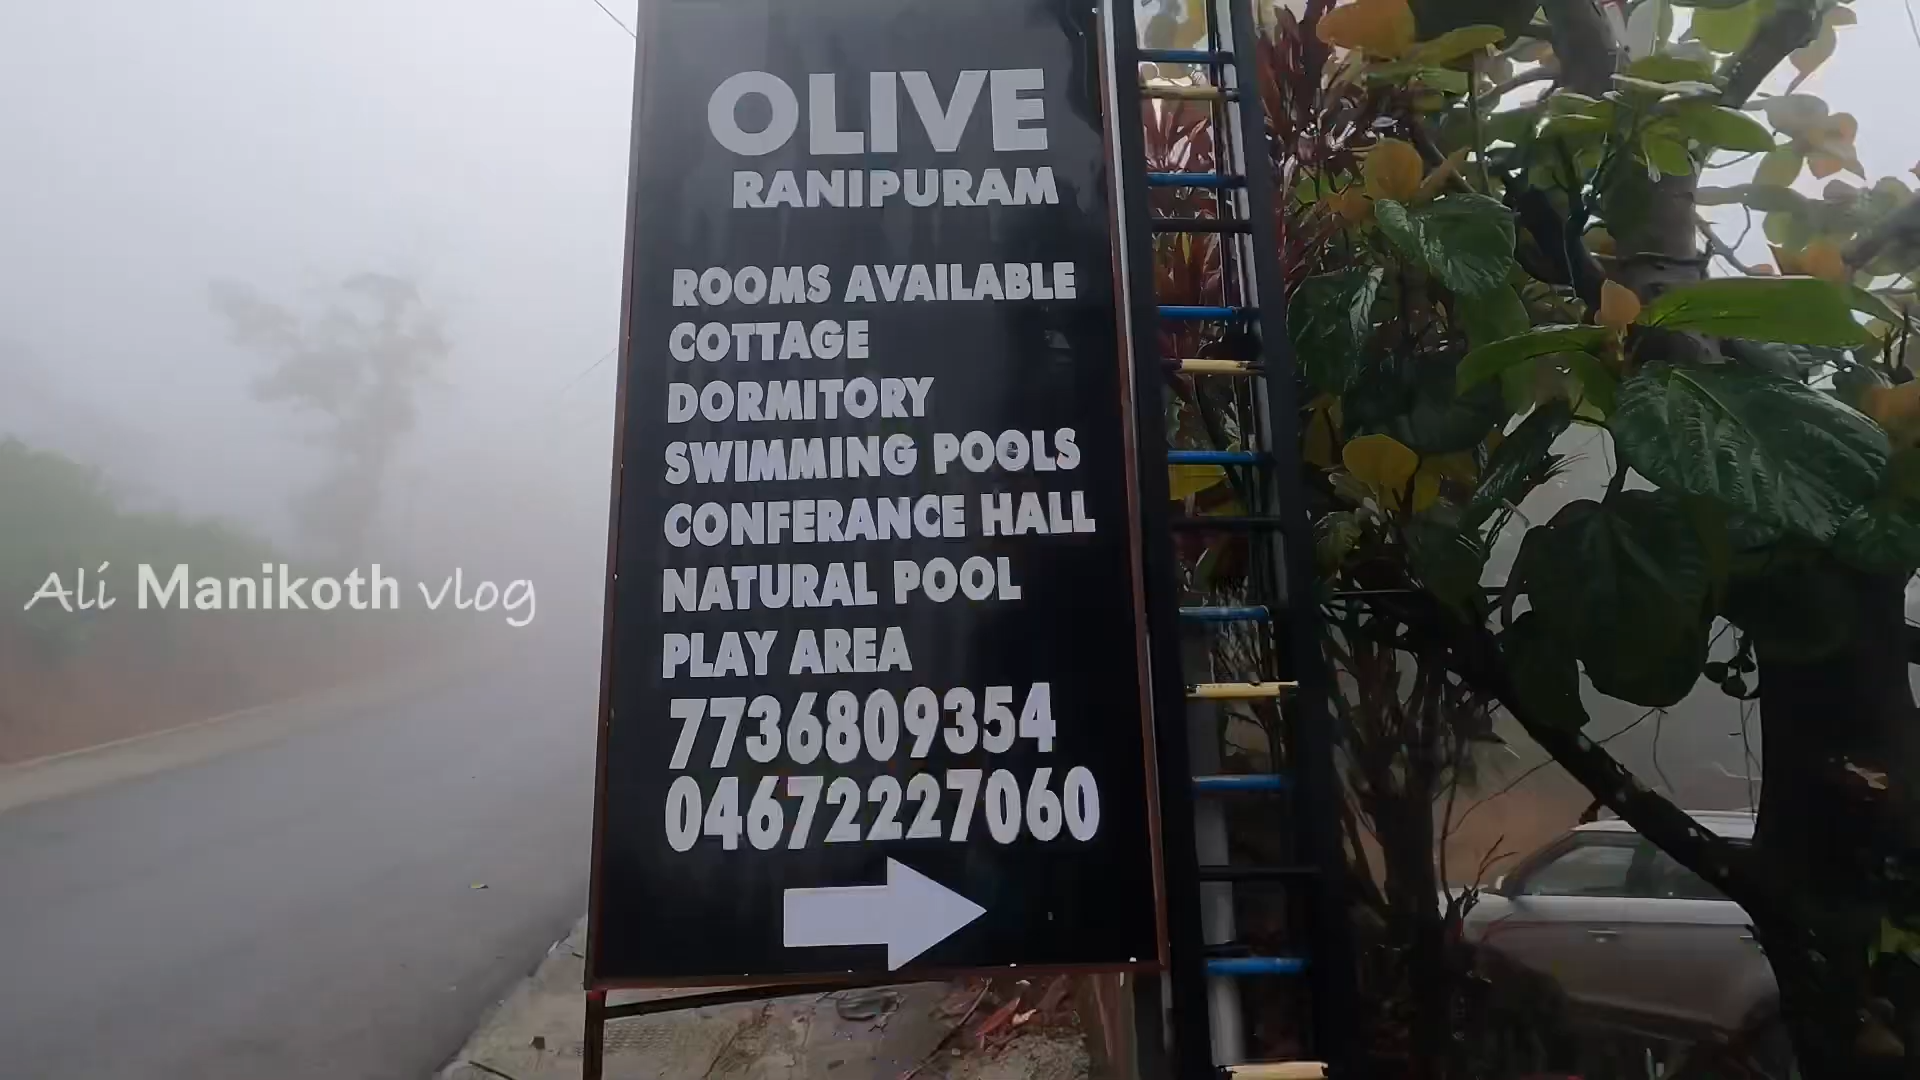 OLIVE
RANIPURAM
ROOMS AVAILABLE
COTTAGE
DORMITORY
SWIMMING POOLS
CONFERANCE HALL
NATURAL POOL
PLAY AREA
7736809354
04672227060
Ali Manikoth vlog